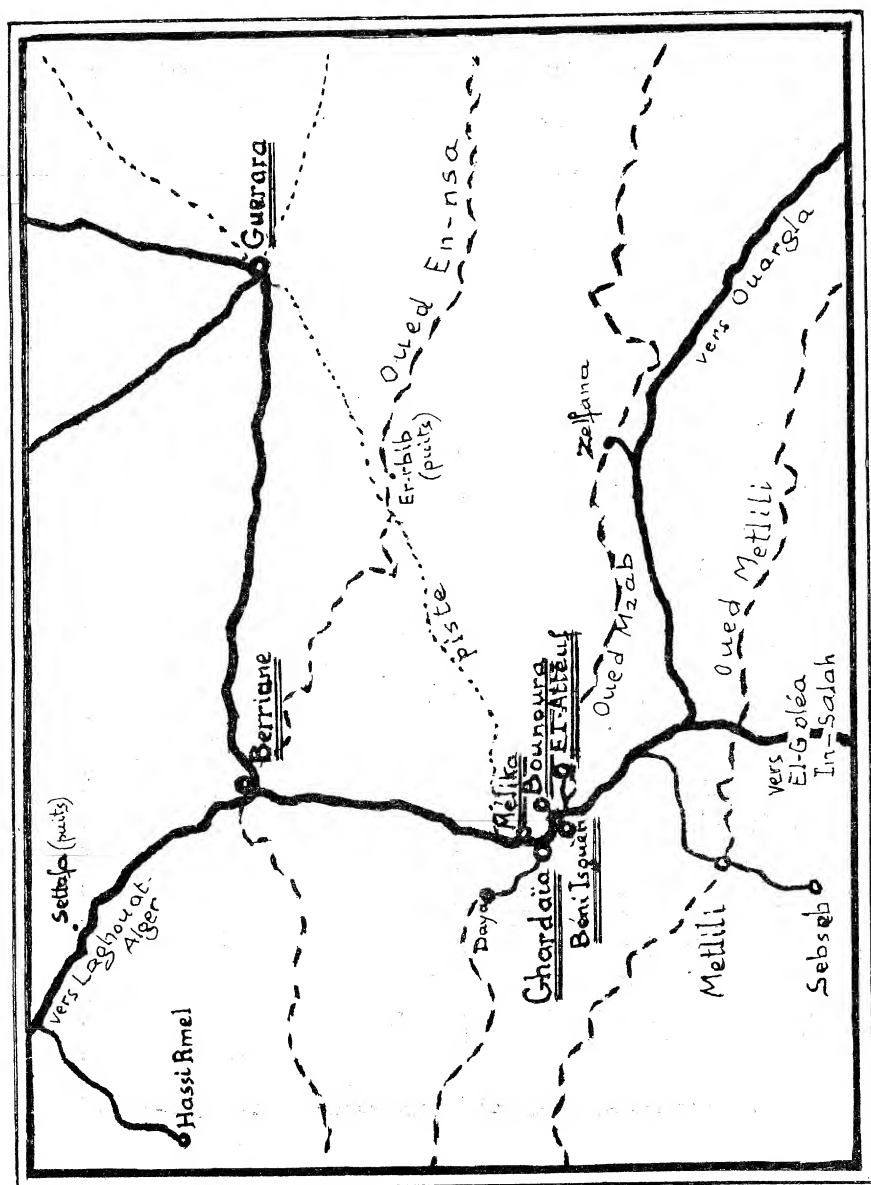 Guerara
Oued En-nsa
Er-rbib
(puits)
vers Ouargla
Zelfana
Oued Mzab
Oued Metlili
piste
Berriane
Settafa (puits)
vers Laghouat-
Alger
Hassi Rmel
Mélika
Bounoura
El-Atteuf
Daya
Ghardaïa
Béni Isguen
vers
El-Goléa
In-Salah
Metlili
Sebseb